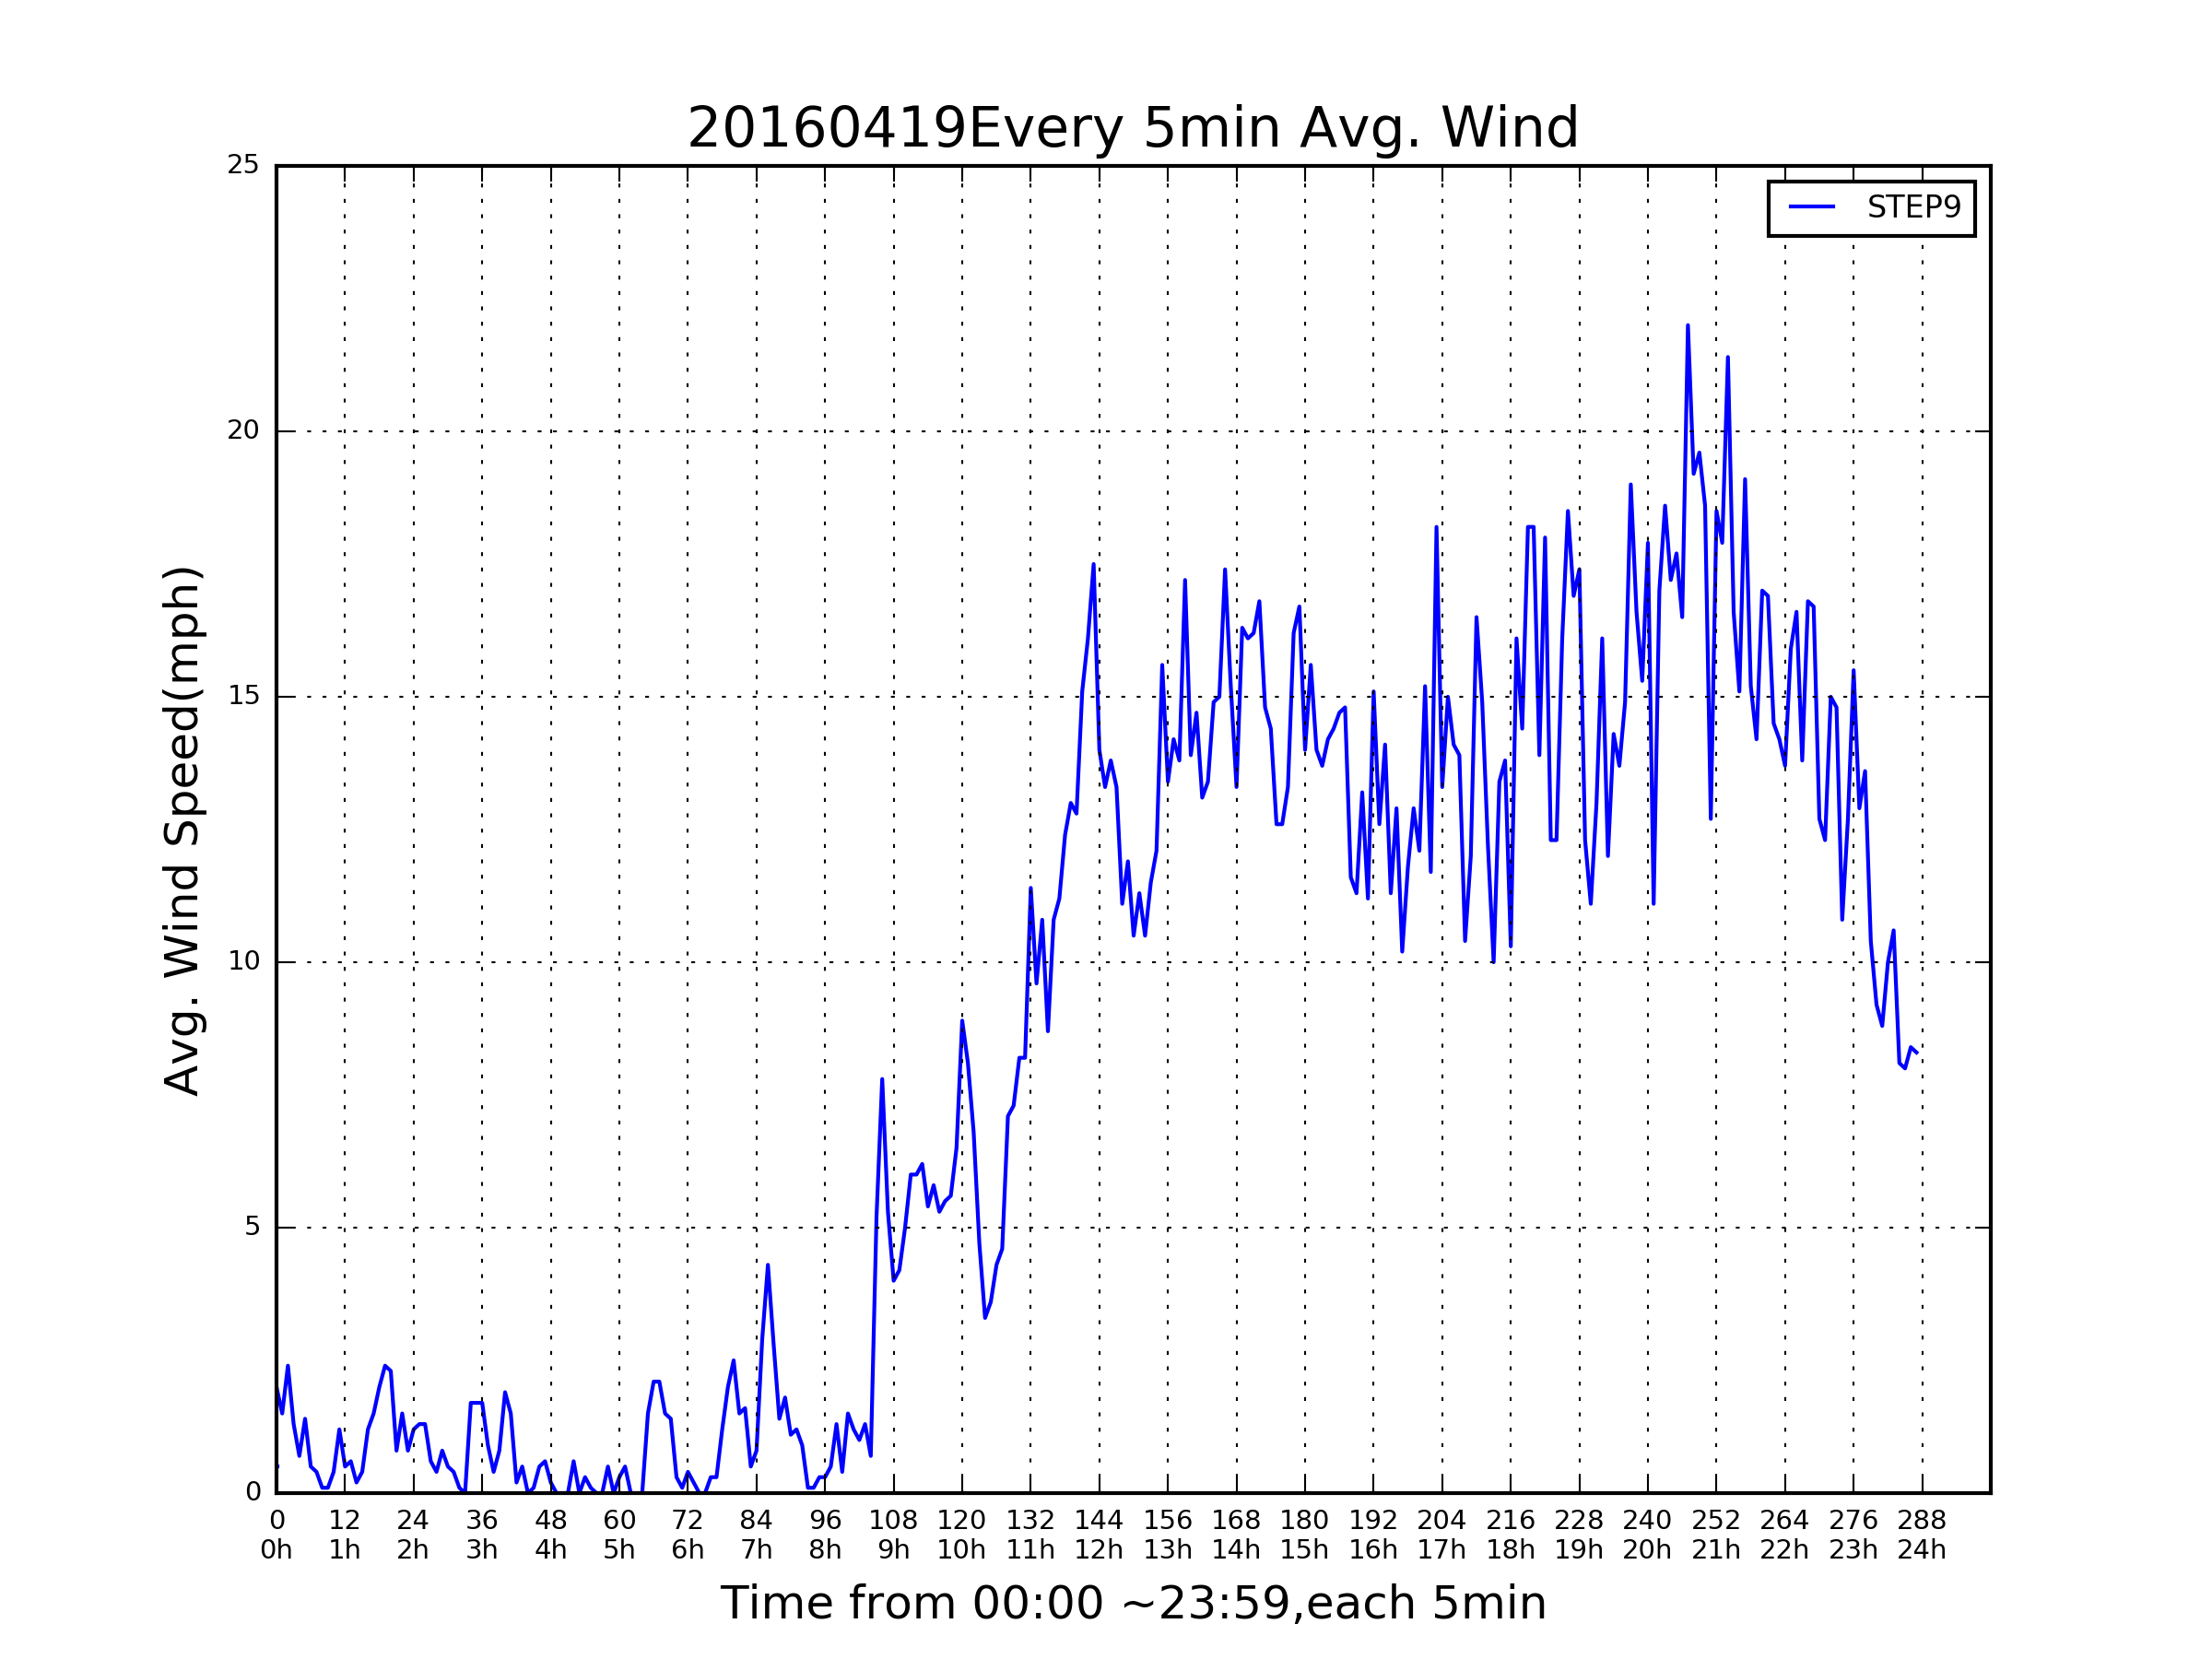 20160419Every 5min Avg. Wind
25
20
15
10
5
0
Avg. Wind Speed(mph)
STEP9
0 12 24 36 48 60 72 84 96 108 120 132 144 156 168 180 192 204 216 228 240 252 264 276 288
0h 1h 2h 3h 4h 5h 6h 7h 8h 9h 10h 11h 12h 13h 14h 15h 16h 17h 18h 19h 20h 21h 22h 23h 24h
Time from 00:00 ~23:59,each 5min